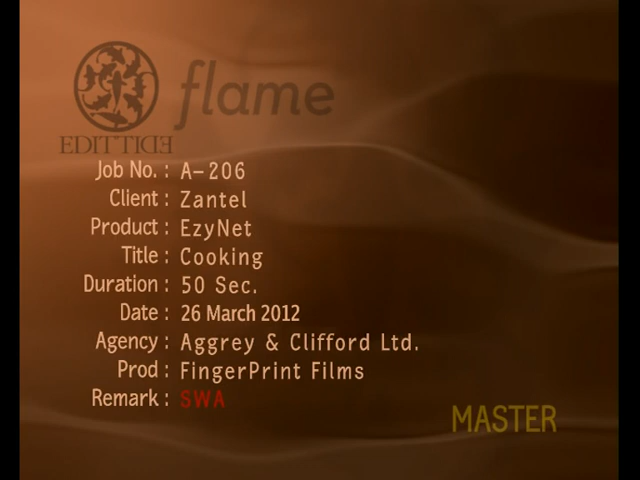 flame
EDITTIDE
Job No. : A-206
Client : Zantel
Product : EzyNet
Title : Cooking
Duration : 50 Sec.
Date : 26 March 2012
Agency : Aggrey & Clifford Ltd.
Prod : FingerPrint Films
Remark : SWA
MASTER